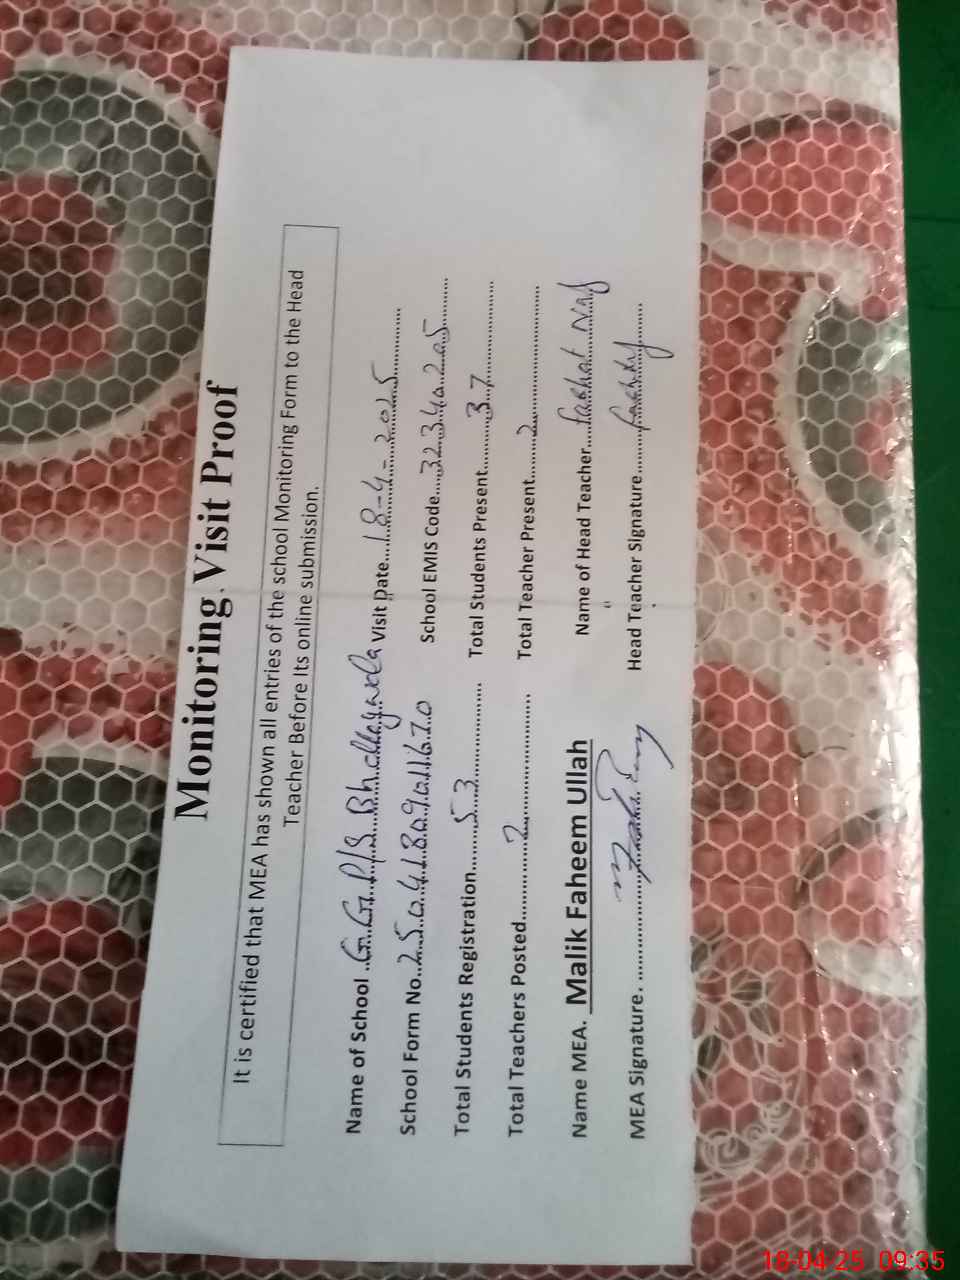 Monitoring Visit Proof
It is certified that MEA has shown all entries of the school Monitoring Form to the Head
Teacher Before Its online submission.
Name of School ..G.G.P/S Bhddyarda Visit Date....18-4-2025..........
School Form No..25041809011670 School EMIS Code....32340205.........
Total Students Registration........53.................. Total Students Present........37..................
Total Teachers Posted..............2....................... Total Teacher Present........2.......................
Name MEA. Malik Faheem Ullah Name of Head Teacher....Farhat Naz
MEA Signature. .................... Head Teacher Signature..................
18-04-25 09:35